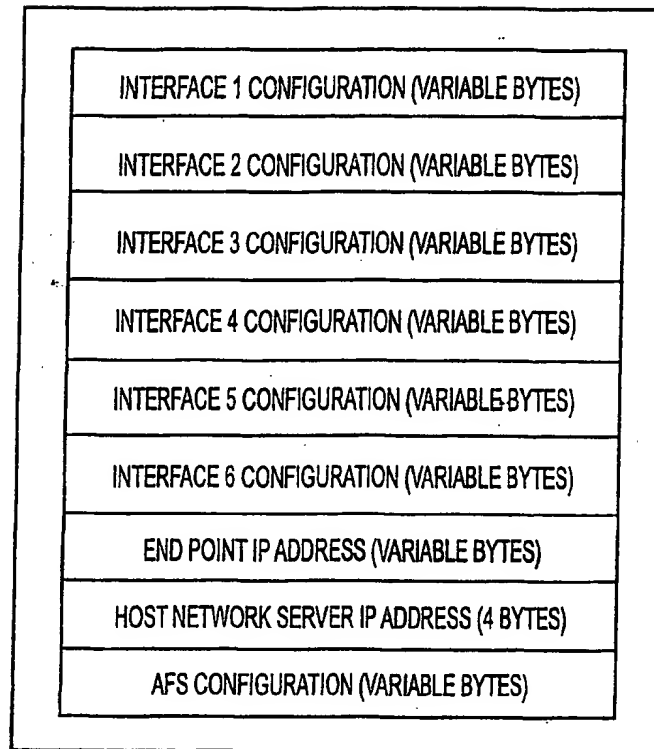 INTERFACE 1 CONFIGURATION (VARIABLE BYTES)
INTERFACE 2 CONFIGURATION (VARIABLE BYTES)
INTERFACE 3 CONFIGURATION (VARIABLE BYTES)
INTERFACE 4 CONFIGURATION (VARIABLE BYTES)
INTERFACE 5 CONFIGURATION (VARIABLE BYTES)
INTERFACE 6 CONFIGURATION (VARIABLE BYTES)
END POINT IP ADDRESS (VARIABLE BYTES)
HOST NETWORK SERVER IP ADDRESS (4 BYTES)
AFS CONFIGURATION (VARIABLE BYTES)